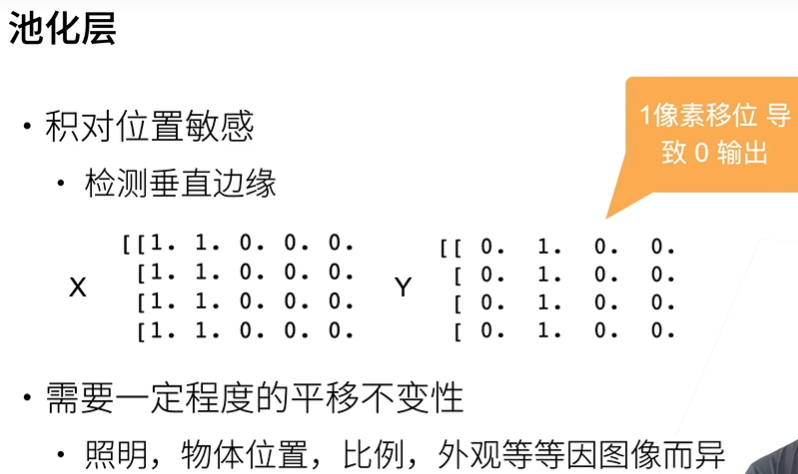 池化层
• 积对位置敏感
• 检测垂直边缘
1像素移位 导
致 0 输出
X
[[1. 1. 0. 0. 0.
[1. 1. 0. 0. 0.
[1. 1. 0. 0. 0.
[1. 1. 0. 0. 0.
Y
[[ 0. 1. 0. 0.
[ 0. 1. 0. 0.
[ 0. 1. 0. 0.
[ 0. 1. 0. 0.
• 需要一定程度的平移不变性
• 照明，物体位置，比例，外观等等因图像而异